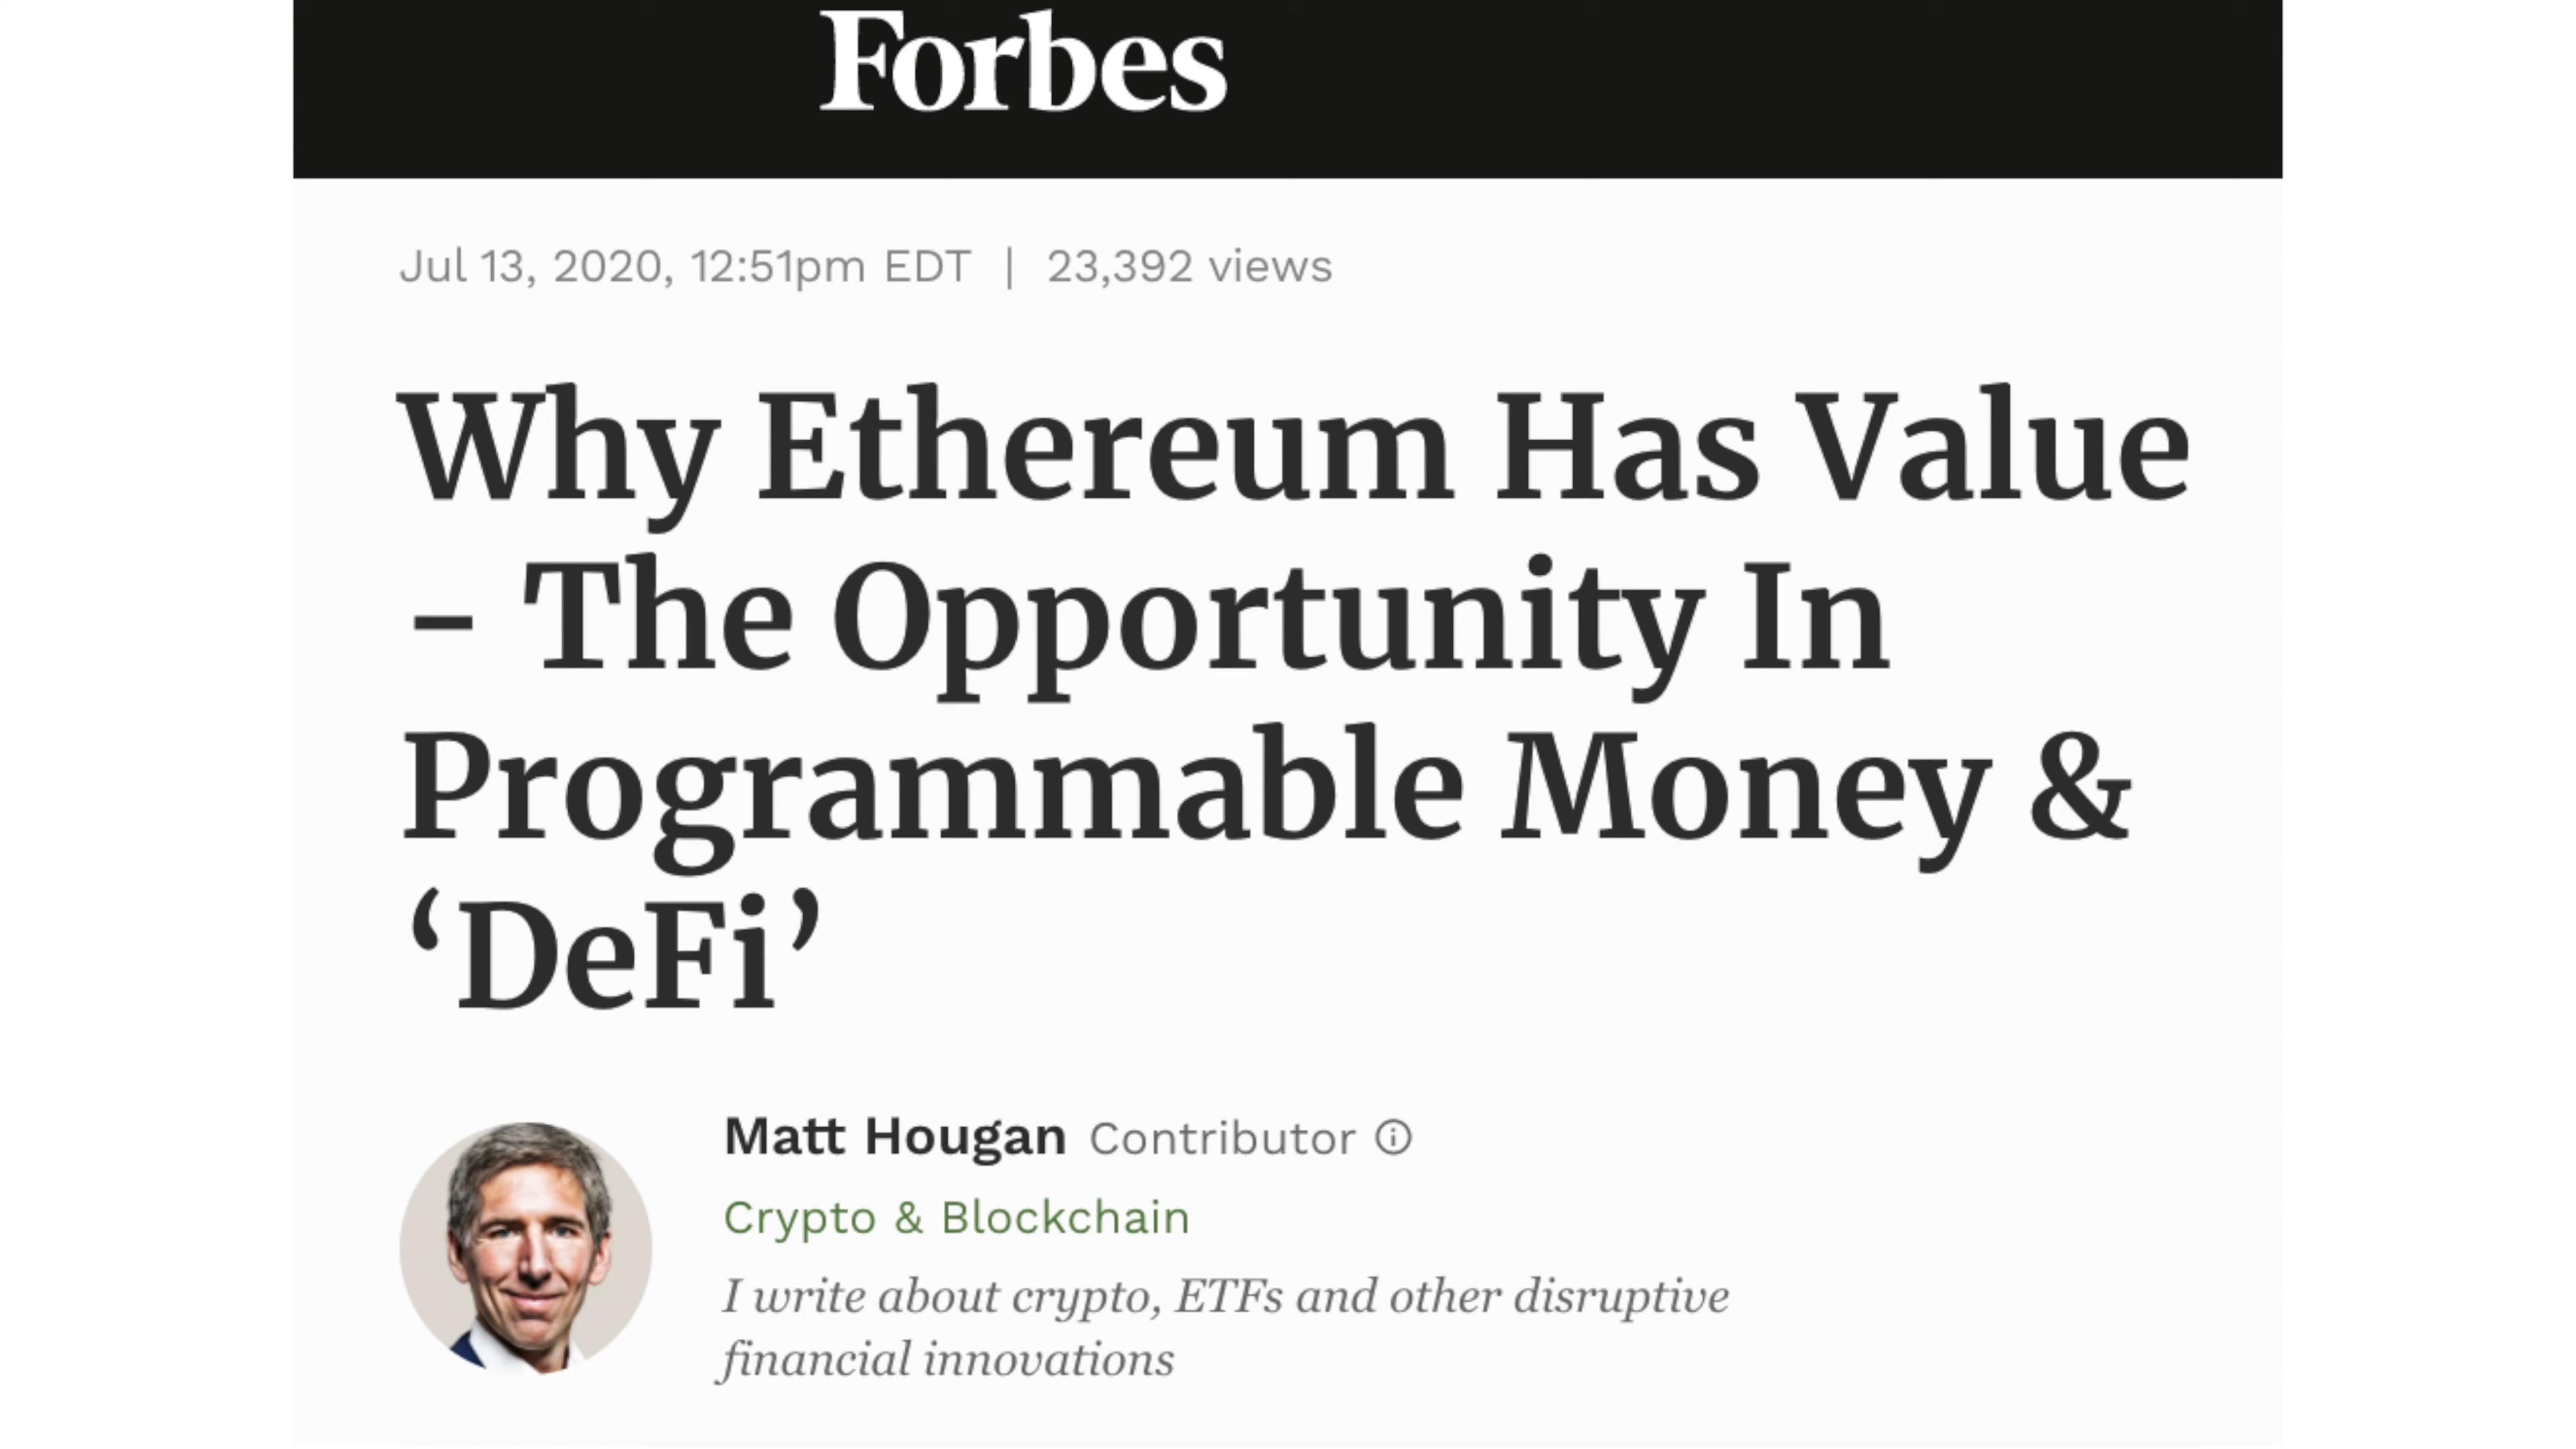 Forbes
Jul 13, 2020, 12:51pm EDT | 23,392 views
Why Ethereum Has Value
- The Opportunity In
Programmable Money &
‘DeFi’
Matt Hougan Contributor ⓘ
Crypto & Blockchain
I write about crypto, ETFs and other disruptive
financial innovations